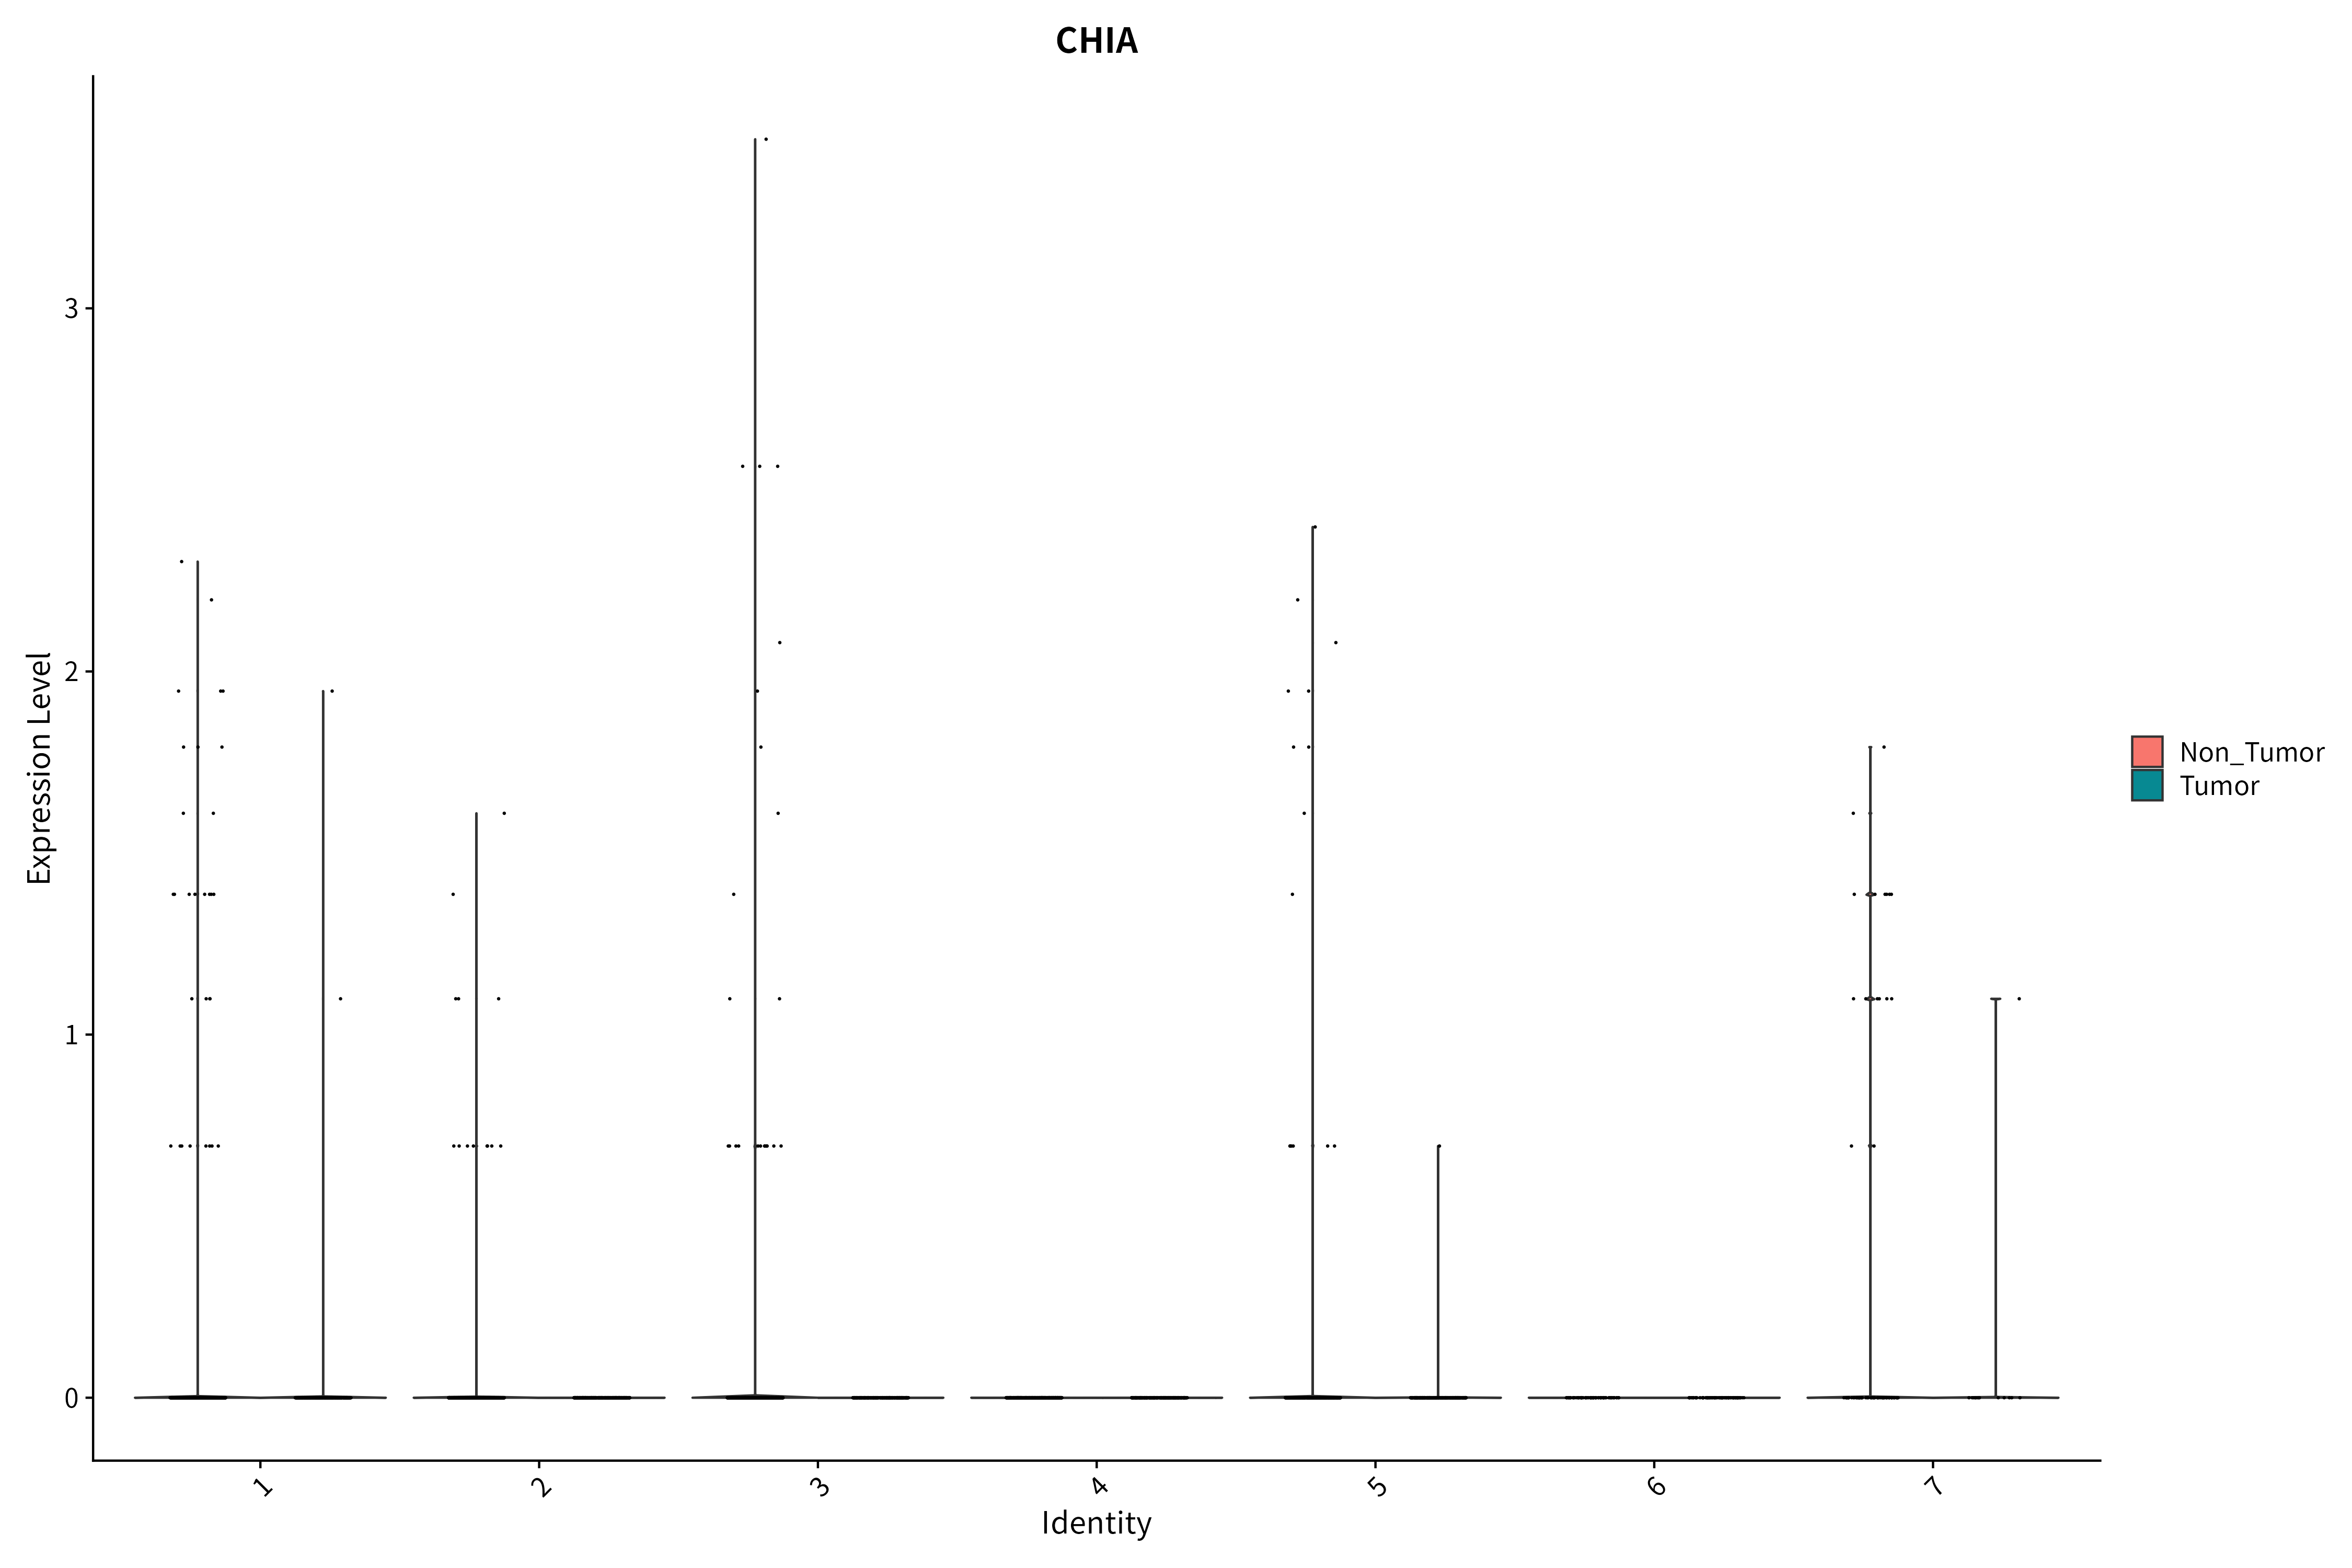 CHIA
Expression Level
3
2
1
0
1 2 3 4 5 6 7
Identity
Non_Tumor
Tumor